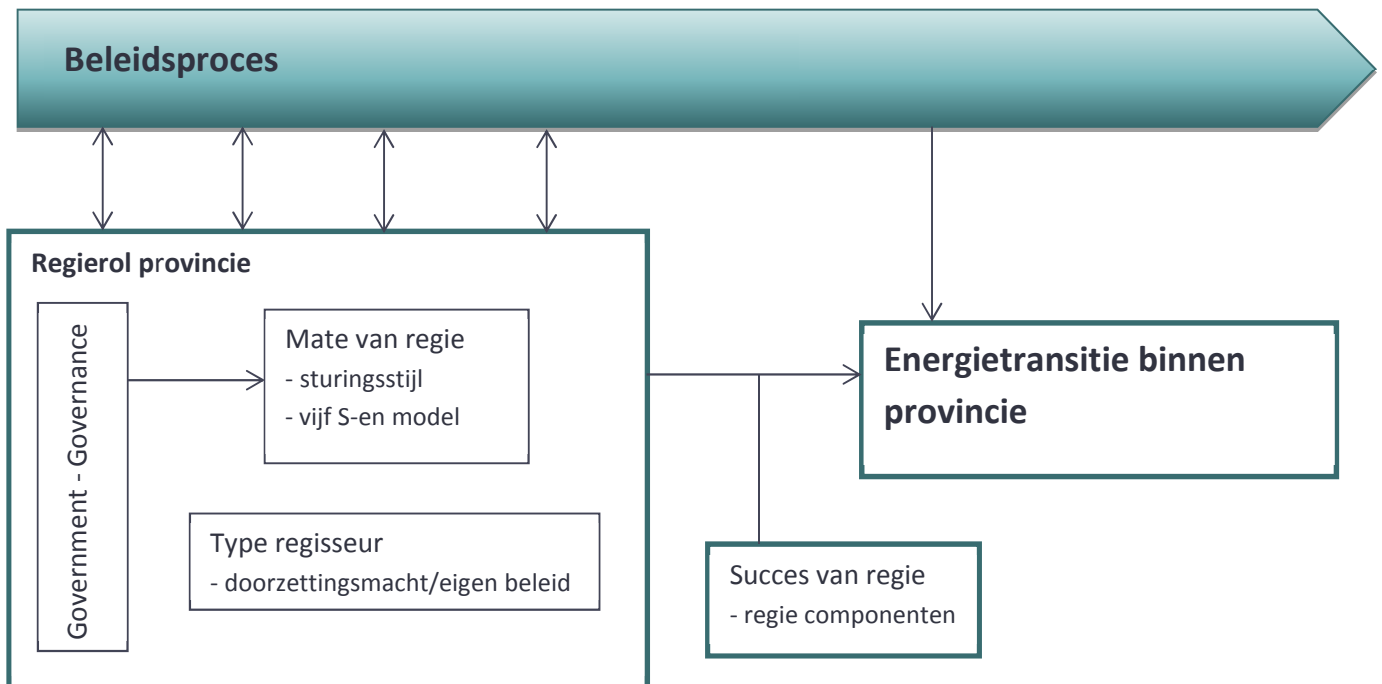 Beleidsproces
Regierol provincie
Government - Governance
Mate van regie
- sturingsstijl
- vijf S-en model
Type regisseur
- doorzettingsmacht/eigen beleid
Energietransitie binnen
provincie
Succes van regie
- regie componenten